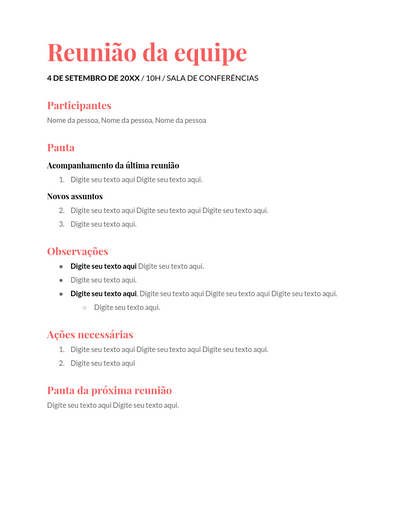 Reunião da equipe
4 DE SETEMBRO DE 20XX / 10H / SALA DE CONFERÊNCIAS
Participantes
Nome da pessoa, Nome da pessoa, Nome da pessoa
Pauta
Acompanhamento da última reunião
1. Digite seu texto aqui Digite seu texto aqui.
Novos assuntos
2. Digite seu texto aqui Digite seu texto aqui Digite seu texto aqui.
3. Digite seu texto aqui.
Observações
● Digite seu texto aqui Digite seu texto aqui.
● Digite seu texto aqui.
● Digite seu texto aqui. Digite seu texto aqui Digite seu texto aqui Digite seu texto aqui.
○ Digite seu texto aqui.
Ações necessárias
1. Digite seu texto aqui Digite seu texto aqui Digite seu texto aqui.
2. Digite seu texto aqui
Pauta da próxima reunião
Digite seu texto aqui Digite seu texto aqui.